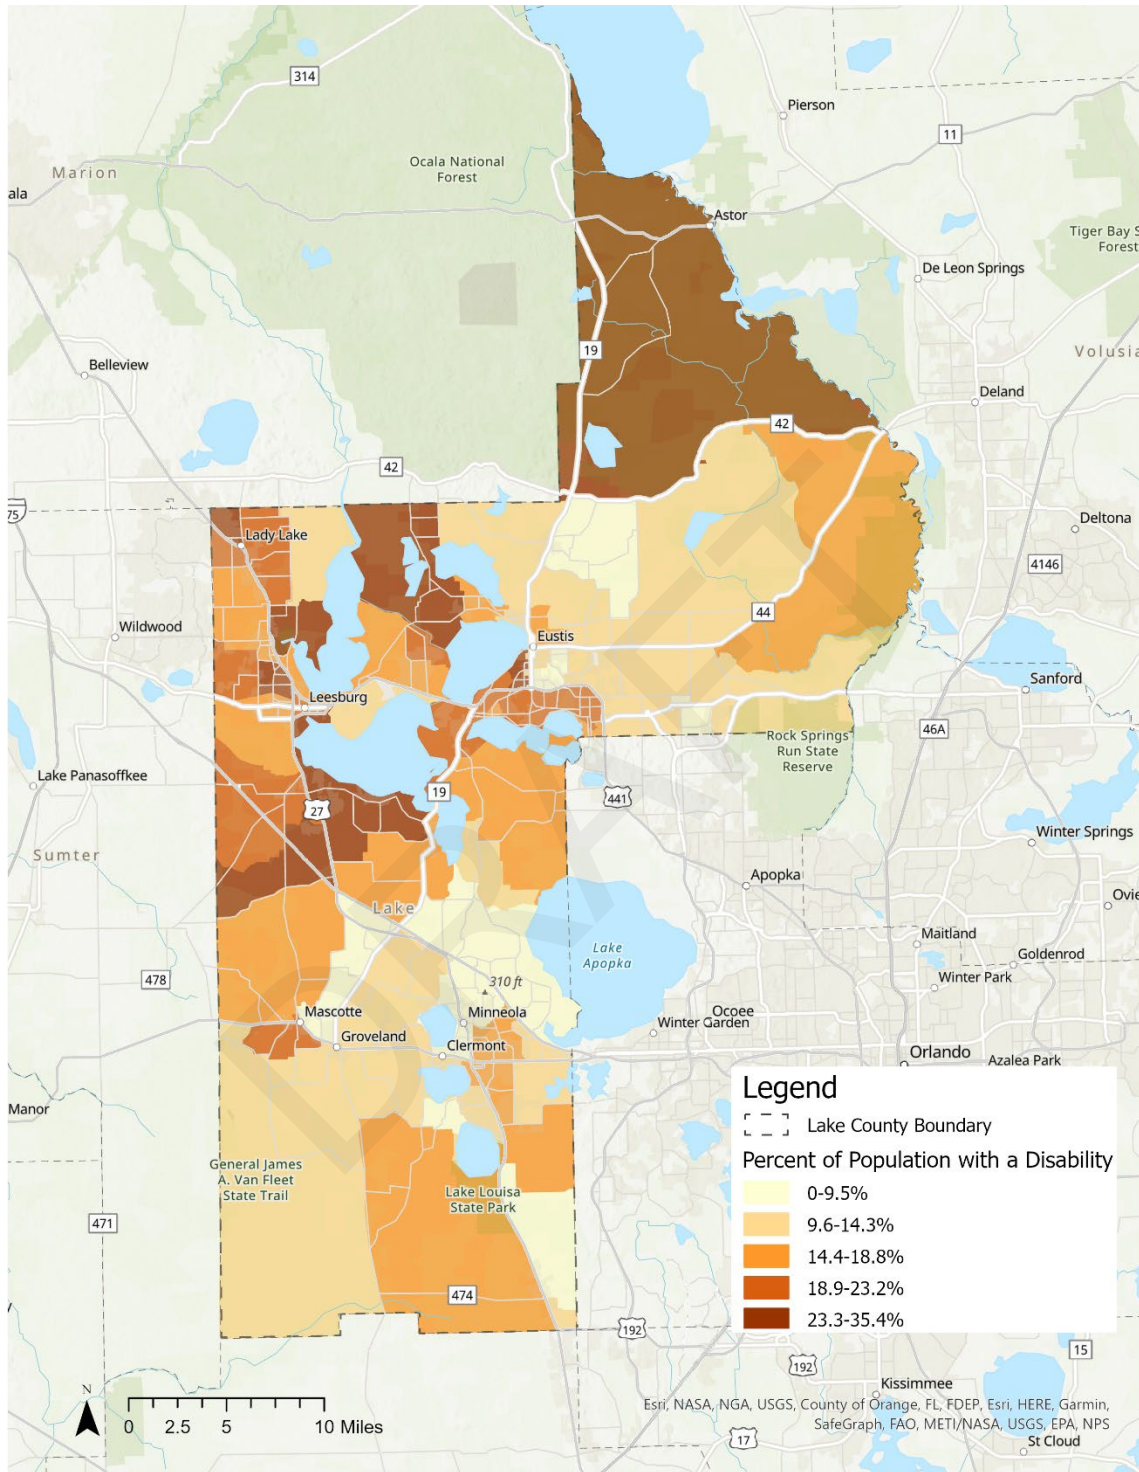 314
Pierson
11
Ocala National
Forest
Marion
ala
Astor
Tiger Bay S
Forest
De Leon Springs
19
Belleview
Volusia
Deland
42
42
75
Lady Lake
Deltona
4146
Wildwood
44
Eustis
Sanford
Leesburg
46A
Rock Springs
Run State
Reserve
Lake Panasoffkee
19
441
27
Winter Springs
Sumter
Apopka
Ovie
Lake
Maitland
Lake
Apopka
Goldenrod
478
310 ft
Winter Park
Mascotte
Minneola
Ocoee
Winter Garden
Groveland
Clermont
Orlando
Azalea Park
Manor
General James
A. Van Fleet
State Trail
Lake Louisa
State Park
471
474
192
192
15
Kissimmee
17
St Cloud
DRAFT
Legend
Lake County Boundary
Percent of Population with a Disability
0-9.5%
9.6-14.3%
14.4-18.8%
18.9-23.2%
23.3-35.4%
N
0 2.5 5 10 Miles
Esri, NASA, NGA, USGS, County of Orange, FL, FDEP, Esri, HERE, Garmin,
SafeGraph, FAO, METI/NASA, USGS, EPA, NPS